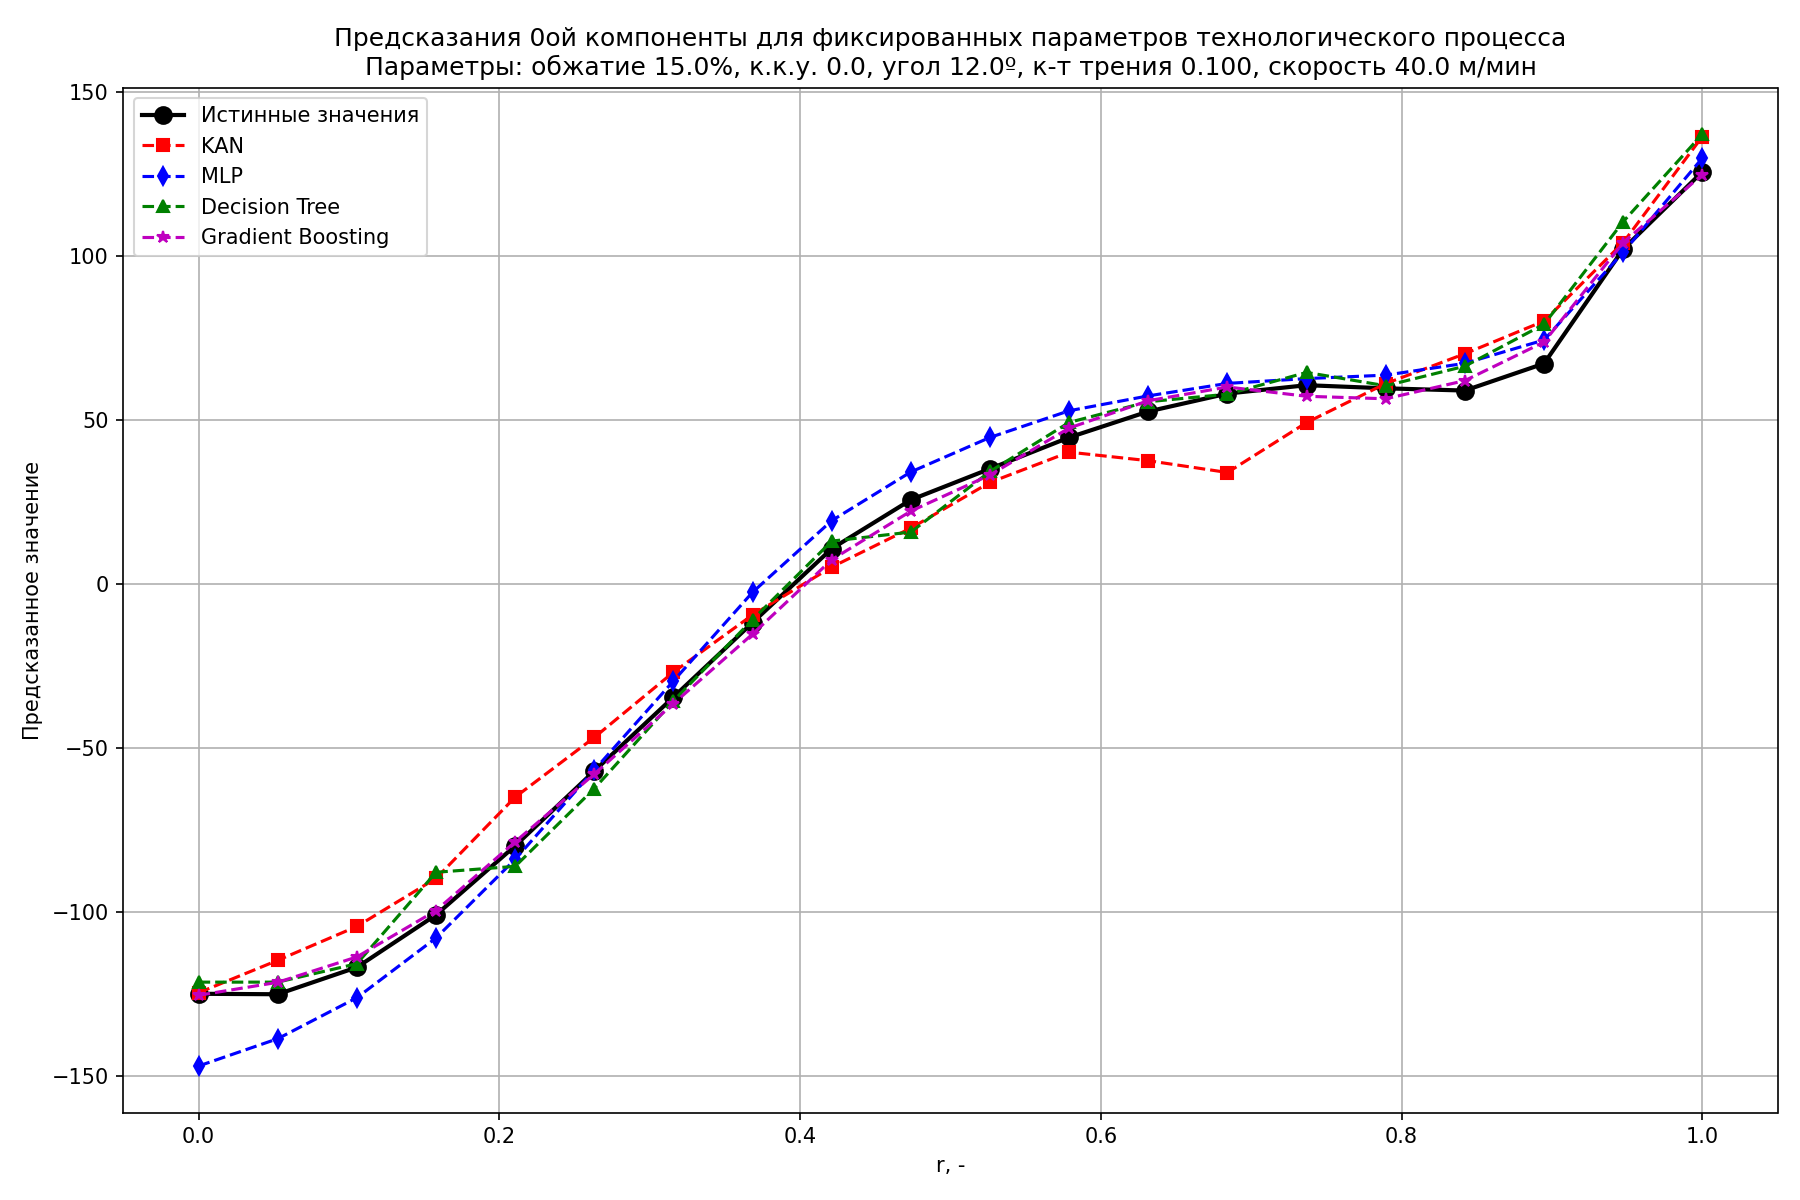 Предсказания 0ой компоненты для фиксированных параметров технологического процесса
Параметры: обжатие 15.0%, к.к.у. 0.0, угол 12.0º, к-т трения 0.100, скорость 40.0 м/мин
Истинные значения
KAN
MLP
Decision Tree
Gradient Boosting
Предсказанное значение
150
100
50
0
−50
−100
−150
0.0 0.2 0.4 0.6 0.8 1.0
r, -